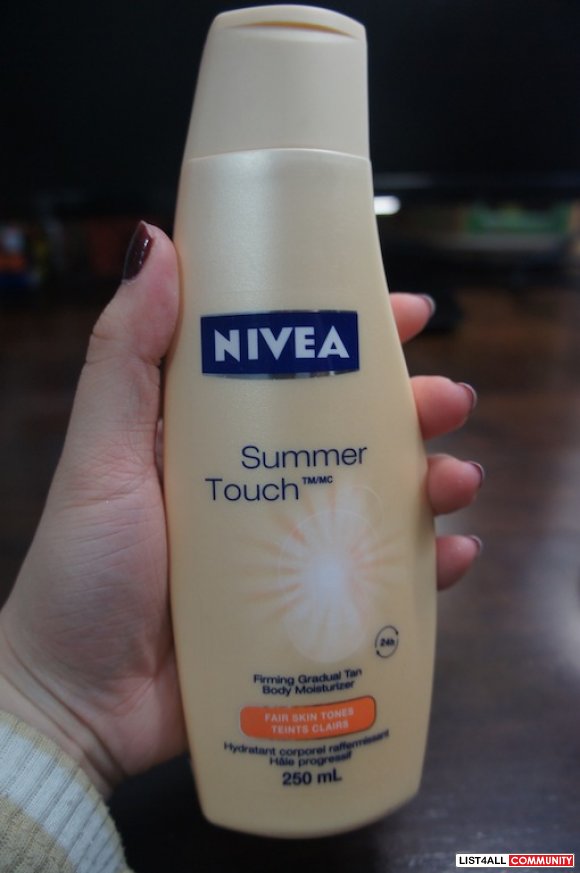 NIVEA
Summer
Touch™/MC
24h
Firming Gradual Tan
Body Moisturizer
FAIR SKIN TONES
TEINTS CLAIRS
Hydratant corporel raffermissant
Hâle progressif
250 mL
LIST4ALL COMMUNITY